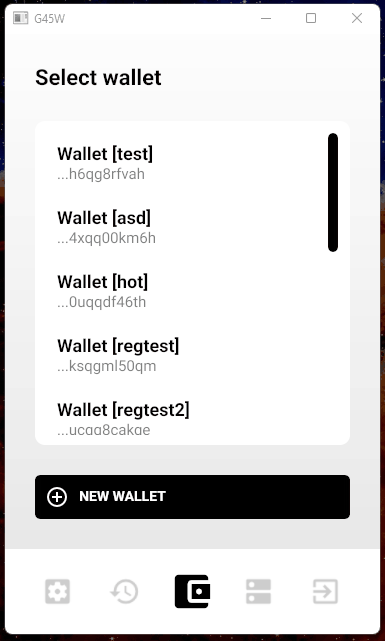 G45W
Select wallet
Wallet [test]
...h6qg8rfvah
Wallet [asd]
...4xqq00km6h
Wallet [hot]
...0uqqdf46th
Wallet [regtest]
...ksqgml50qm
Wallet [regtest2]
...ucqq8cakqe
NEW WALLET